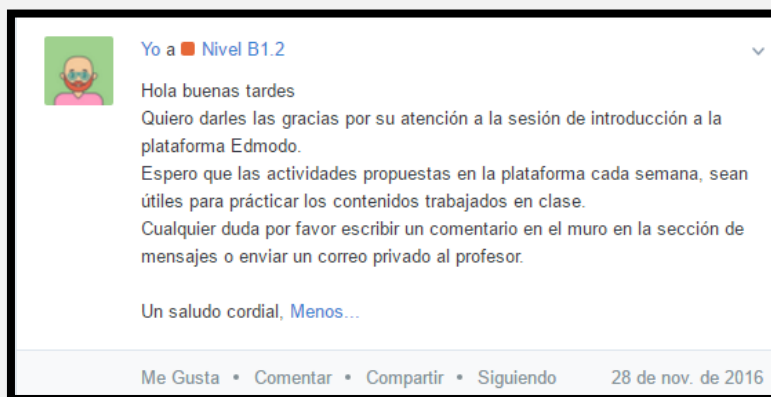 Yo a Nivel B1.2
Hola buenas tardes
Quiero darles las gracias por su atención a la sesión de introducción a la
plataforma Edmodo.
Espero que las actividades propuestas en la plataforma cada semana, sean
útiles para prácticar los contenidos trabajados en clase.
Cualquier duda por favor escribir un comentario en el muro en la sección de
mensajes o enviar un correo privado al profesor.
Un saludo cordial, Menos...
Me Gusta • Comentar • Compartir • Siguiendo 28 de nov. de 2016